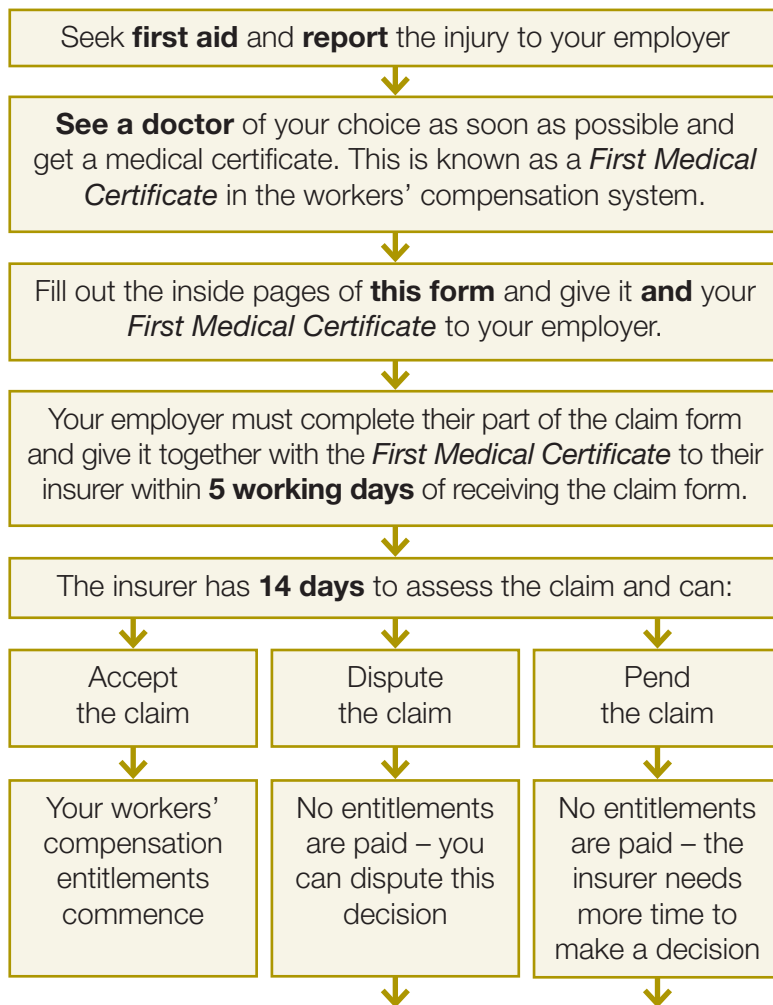 Seek first aid and report the injury to your employer
See a doctor of your choice as soon as possible and
get a medical certificate. This is known as a First Medical
Certificate in the workers' compensation system.
Fill out the inside pages of this form and give it and your
First Medical Certificate to your employer.
Your employer must complete their part of the claim form
and give it together with the First Medical Certificate to their
insurer within 5 working days of receiving the claim form.
The insurer has 14 days to assess the claim and can:
Accept
the claim
Dispute
the claim
Pend
the claim
Your workers'
compensation
entitlements
commence
No entitlements
are paid – you
can dispute this
decision
No entitlements
are paid – the
insurer needs
more time to
make a decision